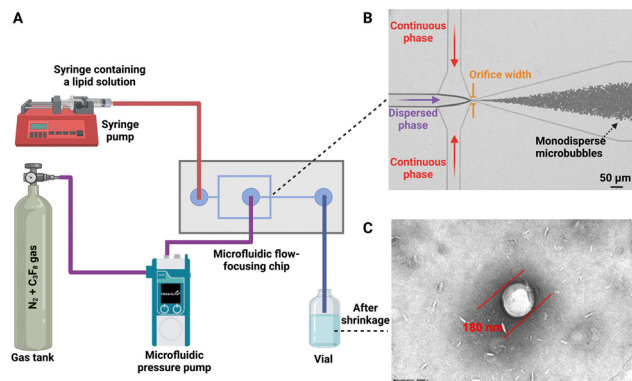 A
Syringe containing
a lipid solution
Syringe
pump
N₂ + C₃F₈ gas
Gas tank
Microfluidic
pressure pump
Microfluidic flow-
focusing chip
Vial
After
shrinkage
B
Continuous
phase
Orifice width
Dispersed
phase
Continuous
phase
Monodisperse
microbubbles
50 µm
C
180 nm